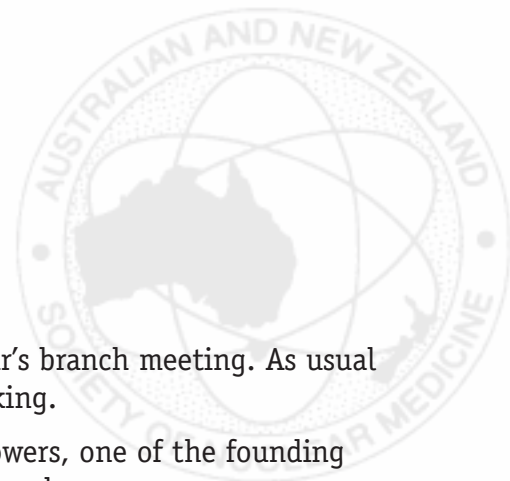 AUSTRALIAN AND NEW ZEALAND
SOCIETY OF NUCLEAR MEDICINE
r's branch meeting. As usual
king.
owers, one of the founding